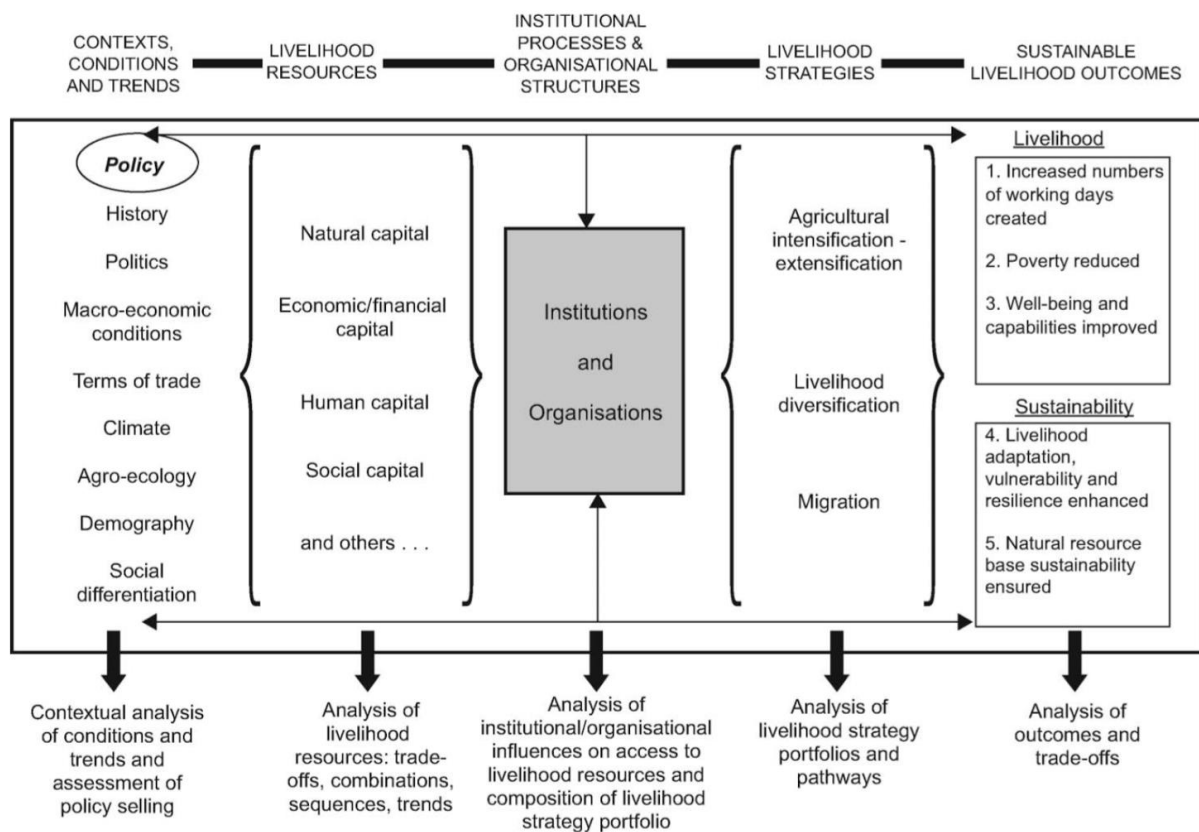 CONTEXTS,
CONDITIONS
AND TRENDS
LIVELIHOOD
RESOURCES
INSTITUTIONAL
PROCESSES &
ORGANISATIONAL
STRUCTURES
LIVELIHOOD
STRATEGIES
SUSTAINABLE
LIVELIHOOD OUTCOMES
Policy
History
Politics
Macro-economic
conditions
Terms of trade
Climate
Agro-ecology
Demography
Social
differentiation
Natural capital
Economic/financial
capital
Human capital
Social capital
and others . . .
Institutions
and
Organisations
Agricultural
intensification -
extensification
Livelihood
diversification
Migration
Livelihood
1. Increased numbers
of working days
created
2. Poverty reduced
3. Well-being and
capabilities improved
Sustainability
4. Livelihood
adaptation,
vulnerability and
resilience enhanced
5. Natural resource
base sustainability
ensured
Contextual analysis
of conditions and
trends and
assessment of
policy selling
Analysis of
livelihood
resources: trade-
offs, combinations,
sequences, trends
Analysis of
institutional/organisational
influences on access to
livelihood resources and
composition of livelihood
strategy portfolio
Analysis of
livelihood strategy
portfolios and
pathways
Analysis of
outcomes and
trade-offs